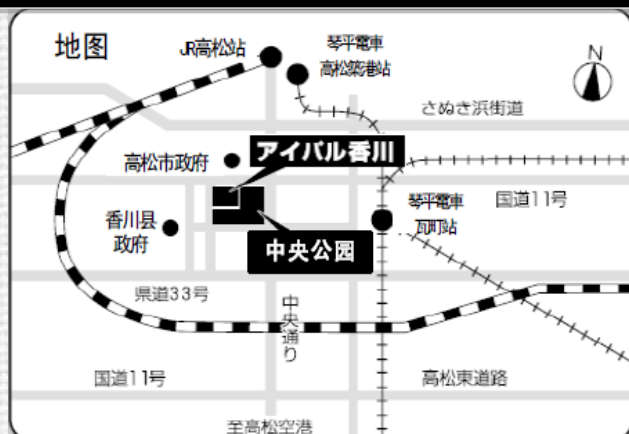 地图
JR高松站
琴平電車
高松築港站
N
さぬき浜街道
高松市政府
アイパル香川
国道11号
琴平電車
瓦町站
香川县
政府
中央公园
県道33号
中央通り
国道11号
高松東道路
至高松空港